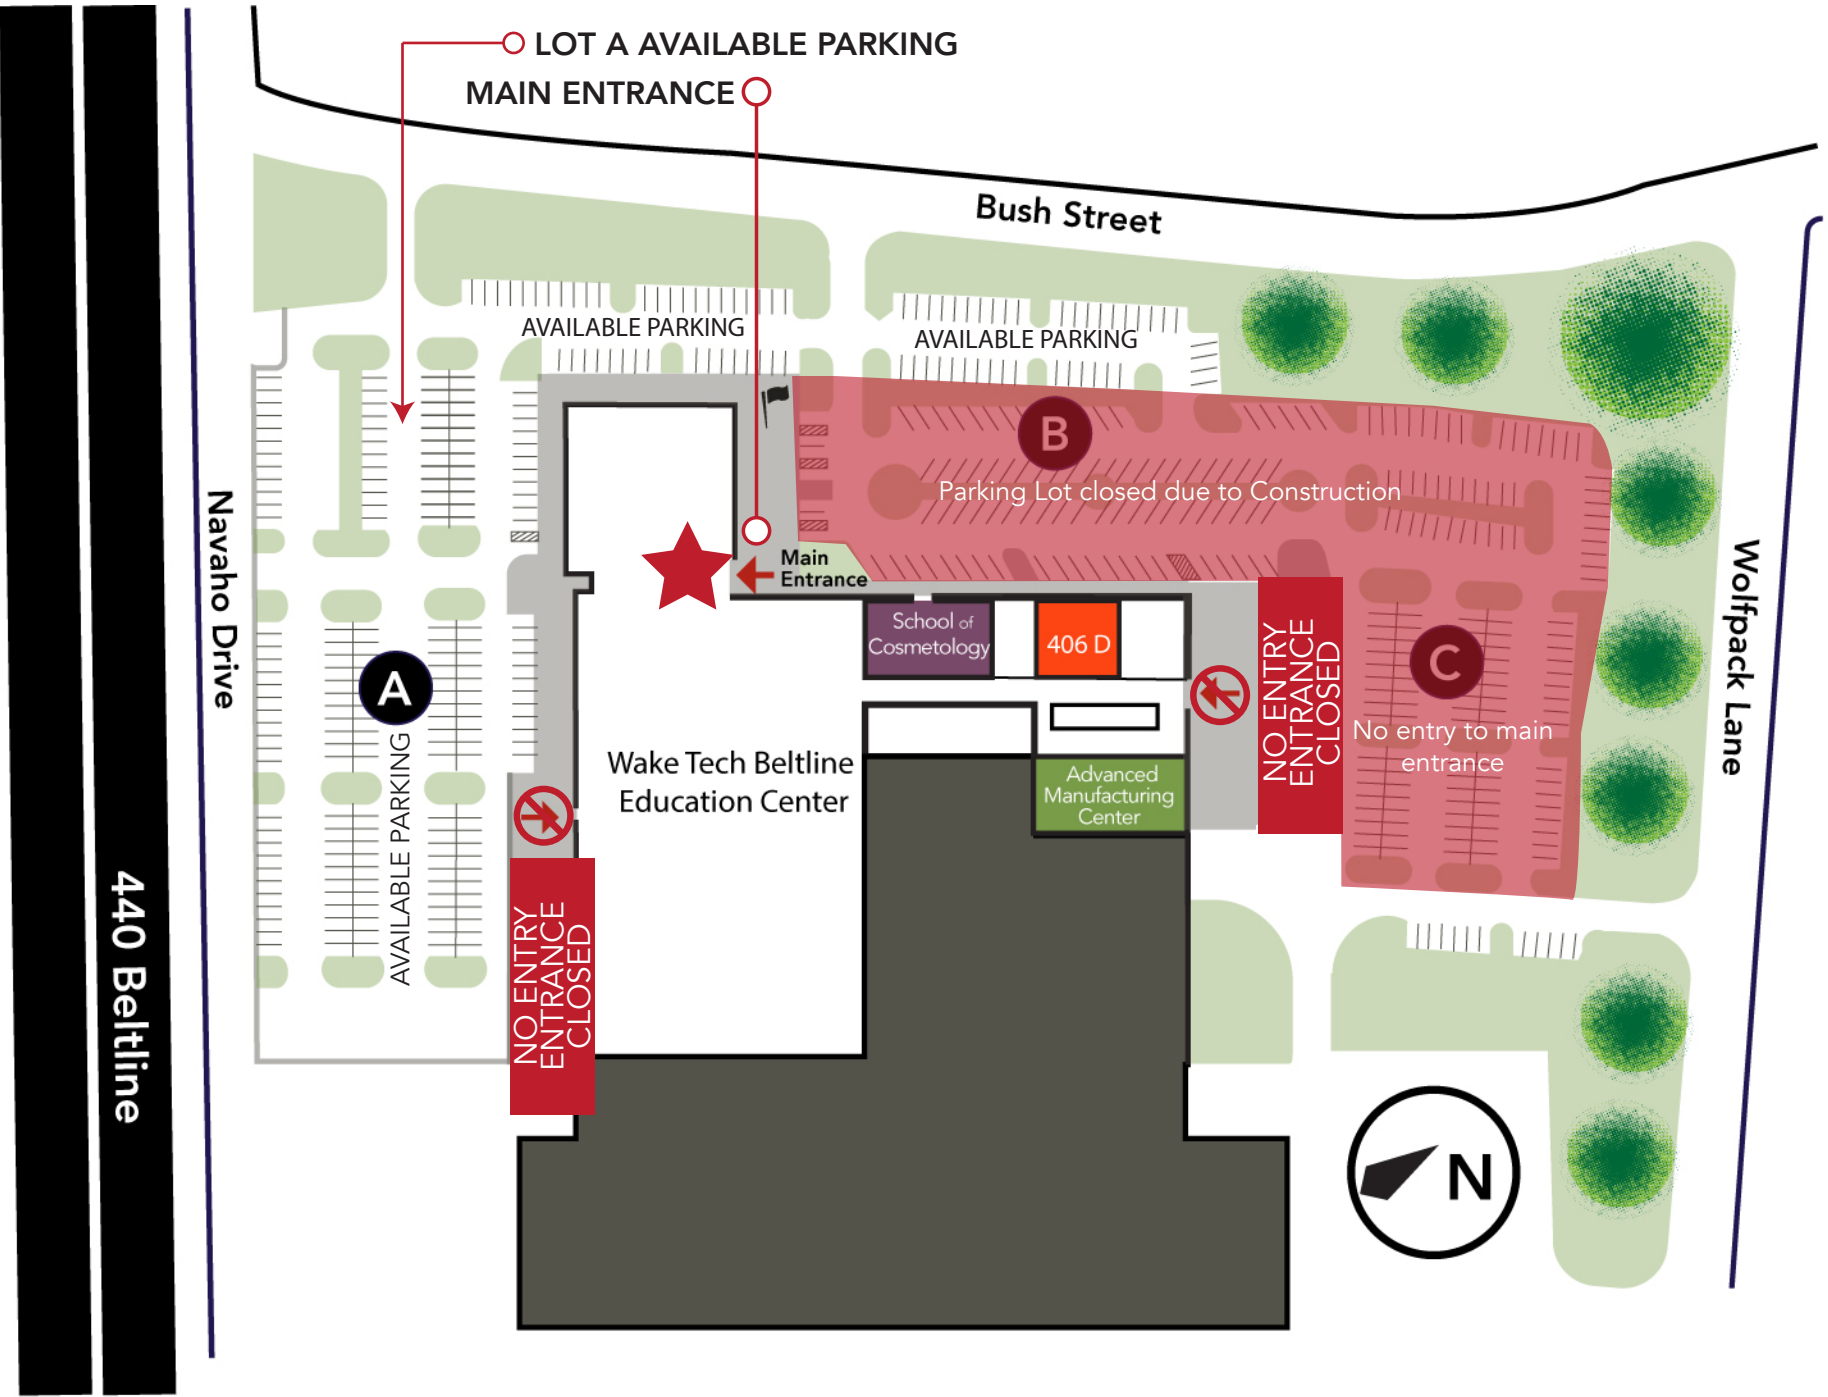 LOT A AVAILABLE PARKING
MAIN ENTRANCE
Bush Street
AVAILABLE PARKING
AVAILABLE PARKING
B
Parking Lot closed due to Construction
Main
Entrance
School of
Cosmetology
406 D
NO ENTRY
ENTRANCE
CLOSED
C
No entry to main
entrance
Navaho Drive
A
AVAILABLE PARKING
Wolfpack Lane
Wake Tech Beltline
Education Center
Advanced
Manufacturing
Center
NO ENTRY
ENTRANCE
CLOSED
440 Beltline
N